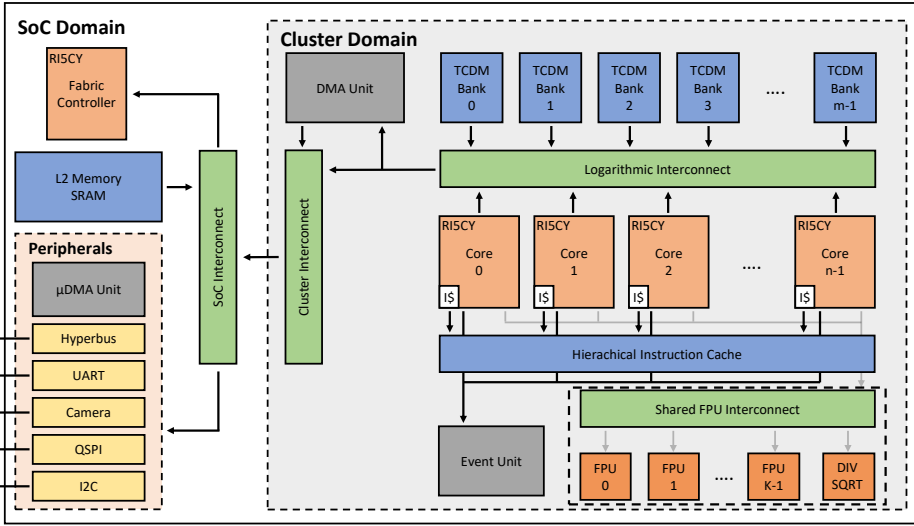 SoC Domain
RI5CY
Fabric
Controller
L2 Memory
SRAM
Peripherals
µDMA Unit
Hyperbus
UART
Camera
QSPI
I2C
SoC Interconnect
Cluster Domain
DMA Unit
Cluster Interconnect
TCDM
Bank
0
TCDM
Bank
1
TCDM
Bank
2
TCDM
Bank
3
....
TCDM
Bank
m-1
Logarithmic Interconnect
RI5CY
Core
0
I$
RI5CY
Core
1
I$
RI5CY
Core
2
I$
....
RI5CY
Core
n-1
I$
Hierachical Instruction Cache
Event Unit
Shared FPU Interconnect
FPU
0
FPU
1
....
FPU
K-1
DIV
SQRT